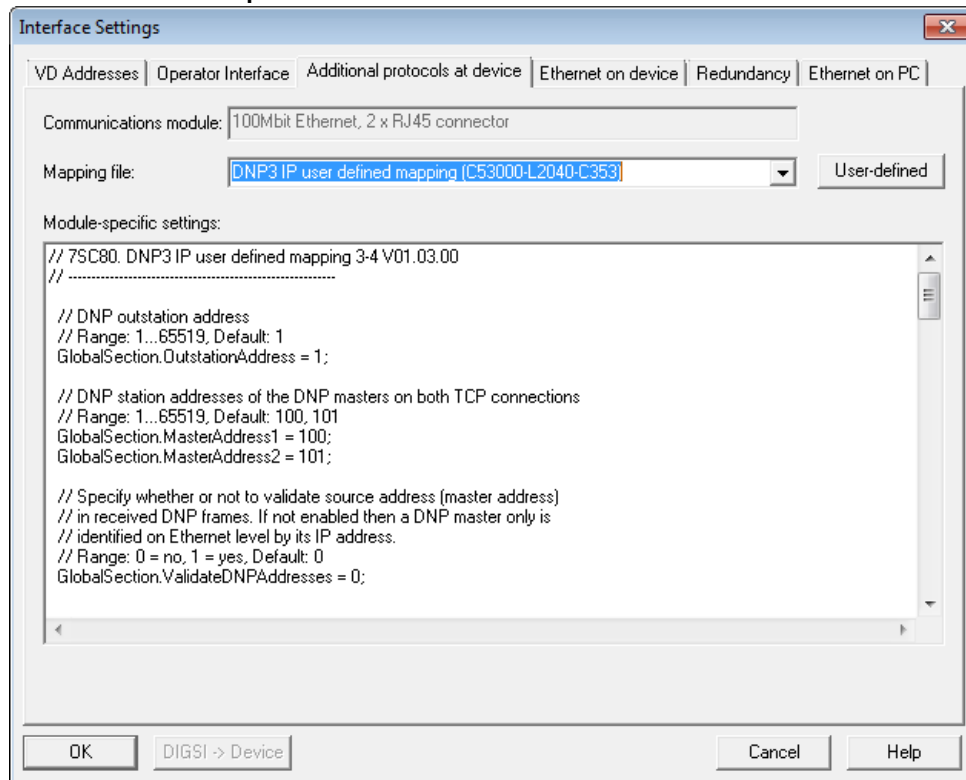 Interface Settings
VD Addresses Operator Interface Additional protocols at device Ethernet on device Redundancy Ethernet on PC
Communications module: 100Mbit Ethernet, 2 x RJ45 connector
Mapping file: DNP3 IP user defined mapping (C53000-L2040-C353) User-defined
Module-specific settings:
// 7SC80. DNP3 IP user defined mapping 3-4 V01.03.00
// --------------------------------------------------------
// DNP outstation address
// Range: 1...65519, Default: 1
GlobalSection.OutstationAddress = 1;
// DNP station addresses of the DNP masters on both TCP connections
// Range: 1...65519, Default: 100, 101
GlobalSection.MasterAddress1 = 100;
GlobalSection.MasterAddress2 = 101;
// Specify whether or not to validate source address (master address)
// in received DNP frames. If not enabled then a DNP master only is
// identified on Ethernet level by its IP address.
// Range: 0 = no, 1 = yes, Default: 0
GlobalSection.ValidateDNPAddresses = 0;
OK DIGSI -> Device Cancel Help